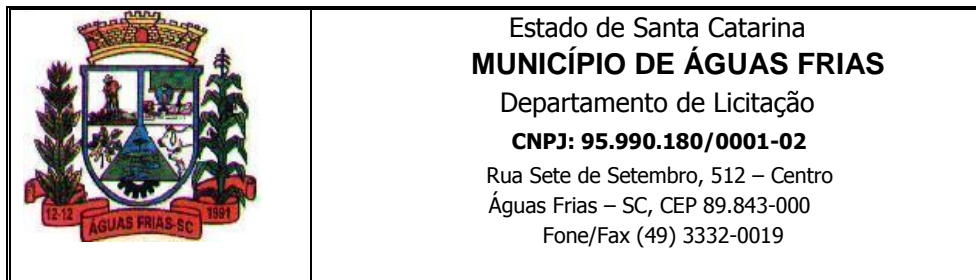 Estado de Santa Catarina
MUNICÍPIO DE ÁGUAS FRIAS
Departamento de Licitação
CNPJ: 95.990.180/0001-02
Rua Sete de Setembro, 512 – Centro
Águas Frias – SC, CEP 89.843-000
Fone/Fax (49) 3332-0019
12-12
ÁGUAS FRIAS-SC
1991